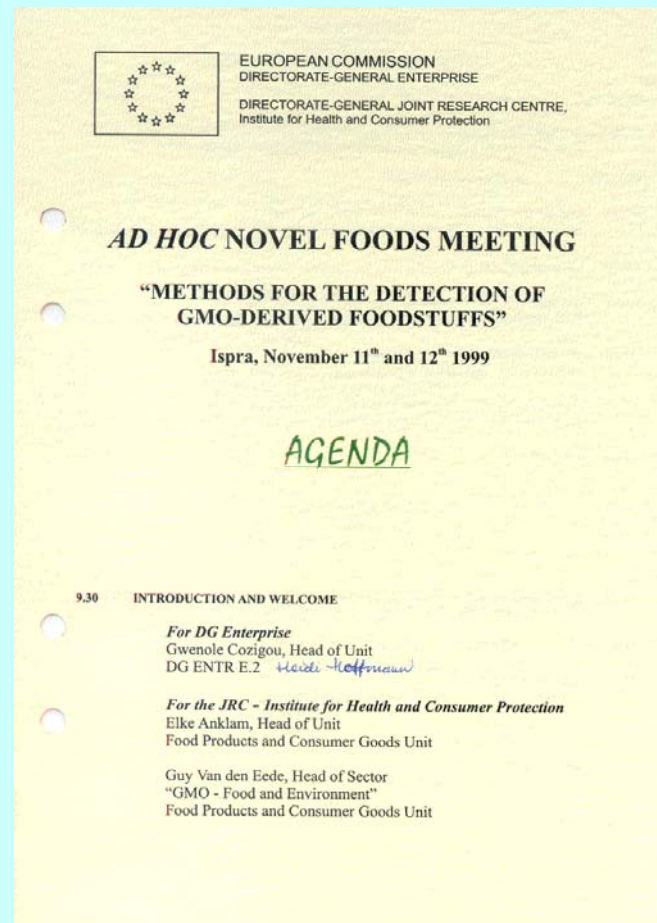 EUROPEAN COMMISSION
DIRECTORATE-GENERAL ENTERPRISE
DIRECTORATE-GENERAL JOINT RESEARCH CENTRE,
Institute for Health and Consumer Protection
AD HOC NOVEL FOODS MEETING
“METHODS FOR THE DETECTION OF
GMO-DERIVED FOODSTUFFS”
Ispra, November 11th and 12th 1999
AGENDA
9.30 INTRODUCTION AND WELCOME
For DG Enterprise
Gwenole Cozigou, Head of Unit
DG ENTR E.2 Heidi Hoffmann
For the JRC – Institute for Health and Consumer Protection
Elke Anklam, Head of Unit
Food Products and Consumer Goods Unit
Guy Van den Eede, Head of Sector
“GMO - Food and Environment”
Food Products and Consumer Goods Unit